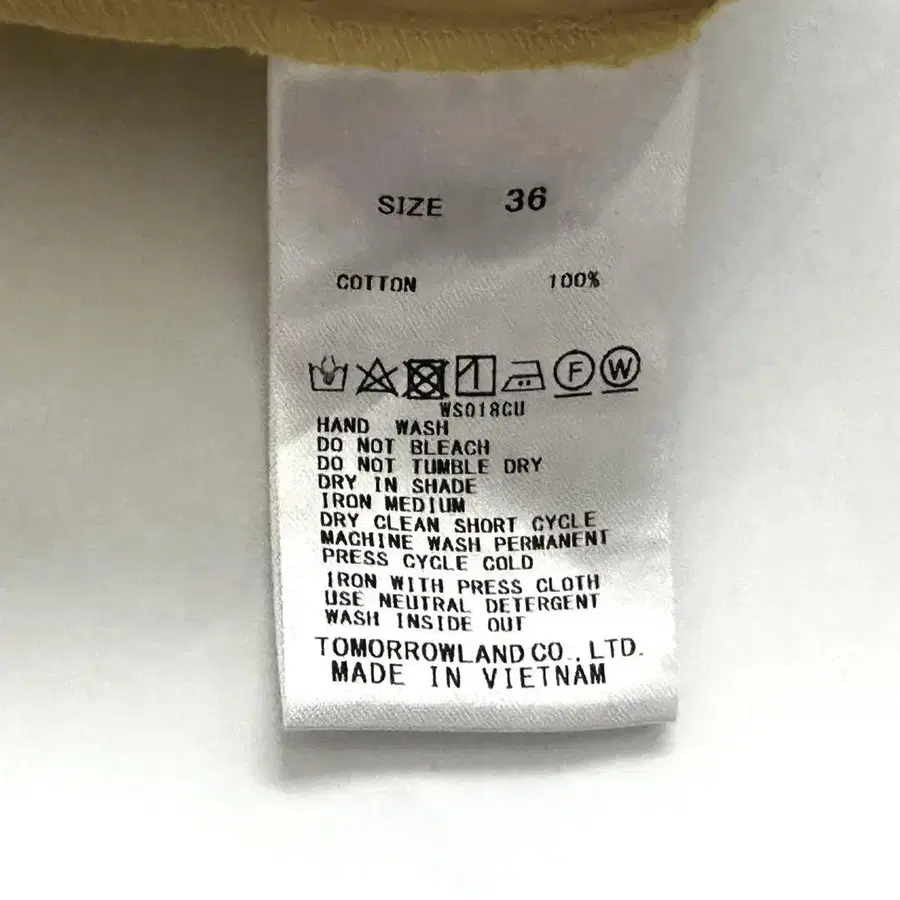 SIZE 36
COTTON 100%
F W
WS018CU
HAND WASH
DO NOT BLEACH
DO NOT TUMBLE DRY
DRY IN SHADE
IRON MEDIUM
DRY CLEAN SHORT CYCLE
MACHINE WASH PERMANENT
PRESS CYCLE COLD
IRON WITH PRESS CLOTH
USE NEUTRAL DETERGENT
WASH INSIDE OUT
TOMORROWLAND CO., LTD.
MADE IN VIETNAM